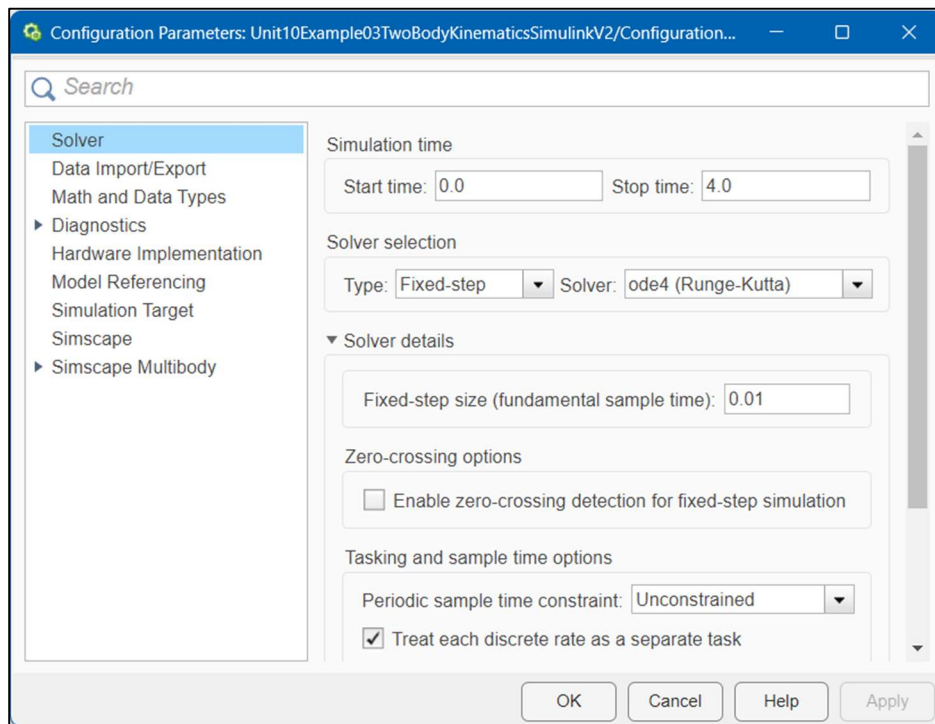 Configuration Parameters: Unit10Example03TwoBodyKinematicsSimulinkV2/Configuration...
Search
Solver
Data Import/Export
Math and Data Types
Diagnostics
Hardware Implementation
Model Referencing
Simulation Target
Simscape
Simscape Multibody
Simulation time
Start time: 0.0 Stop time: 4.0
Solver selection
Type: Fixed-step Solver: ode4 (Runge-Kutta)
Solver details
Fixed-step size (fundamental sample time): 0.01
Zero-crossing options
Enable zero-crossing detection for fixed-step simulation
Tasking and sample time options
Periodic sample time constraint: Unconstrained
Treat each discrete rate as a separate task
OK Cancel Help Apply